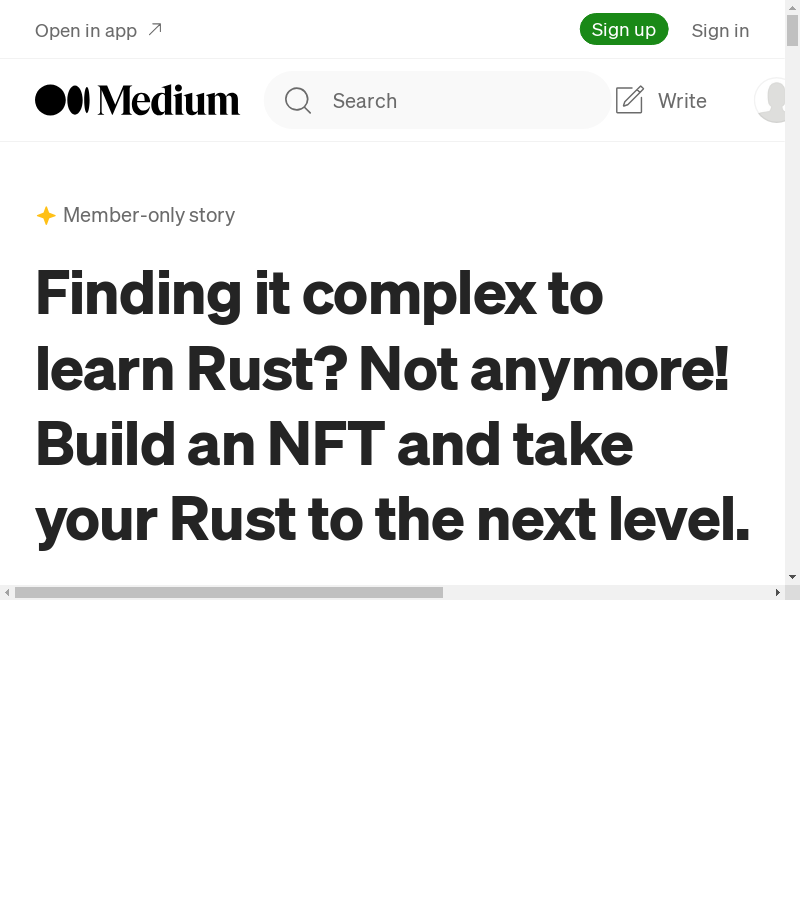 Open in app
Sign up
Sign in
Medium
Search
Write
Member-only story
Finding it complex to
learn Rust? Not anymore!
Build an NFT and take
your Rust to the next level.